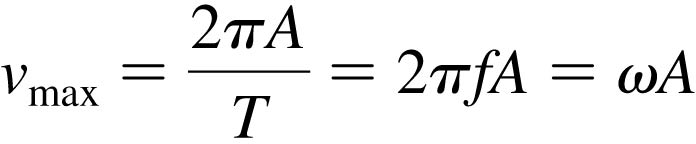 v_max = 2πA/T = 2πfA = ωA